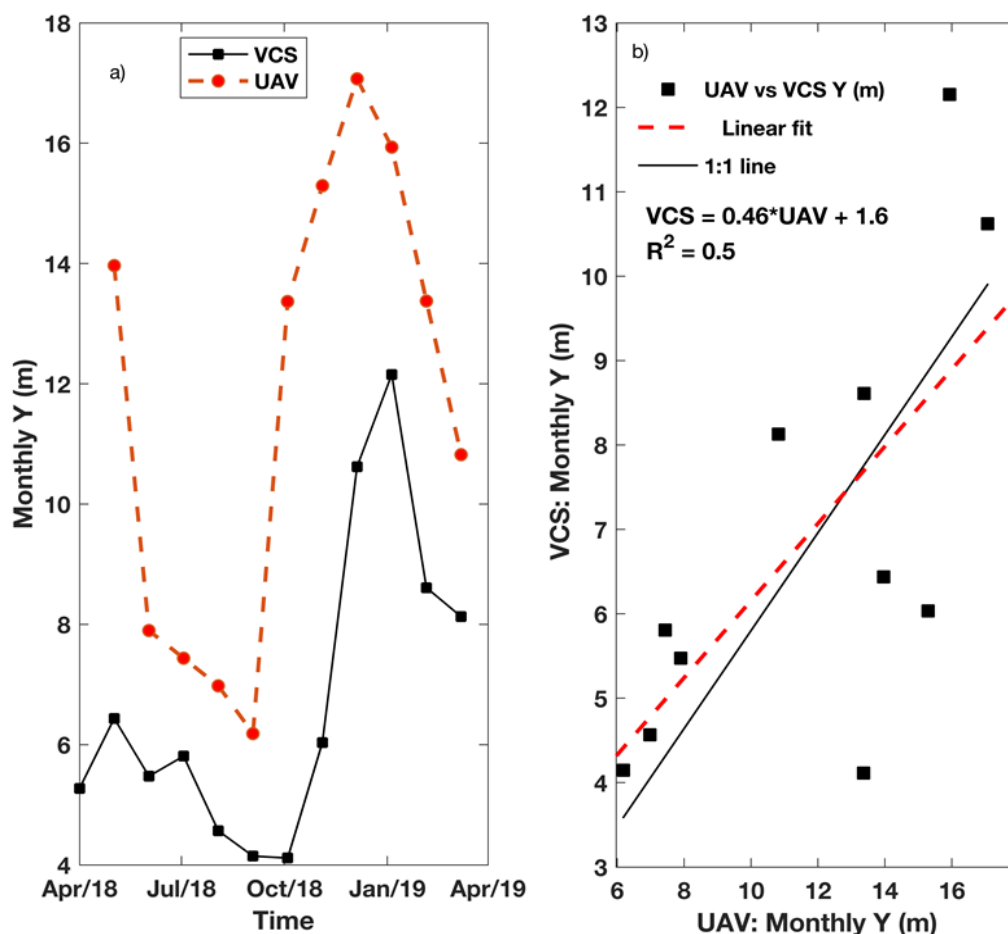 a)
VCS
UAV
18
16
14
12
10
8
6
4
Monthly Y (m)
Apr/18 Jul/18 Oct/18 Jan/19 Apr/19
Time
b)
UAV vs VCS Y (m)
Linear fit
1:1 line
VCS = 0.46*UAV + 1.6
R² = 0.5
13
12
11
10
9
8
7
6
5
4
3
VCS: Monthly Y (m)
6 8 10 12 14 16
UAV: Monthly Y (m)